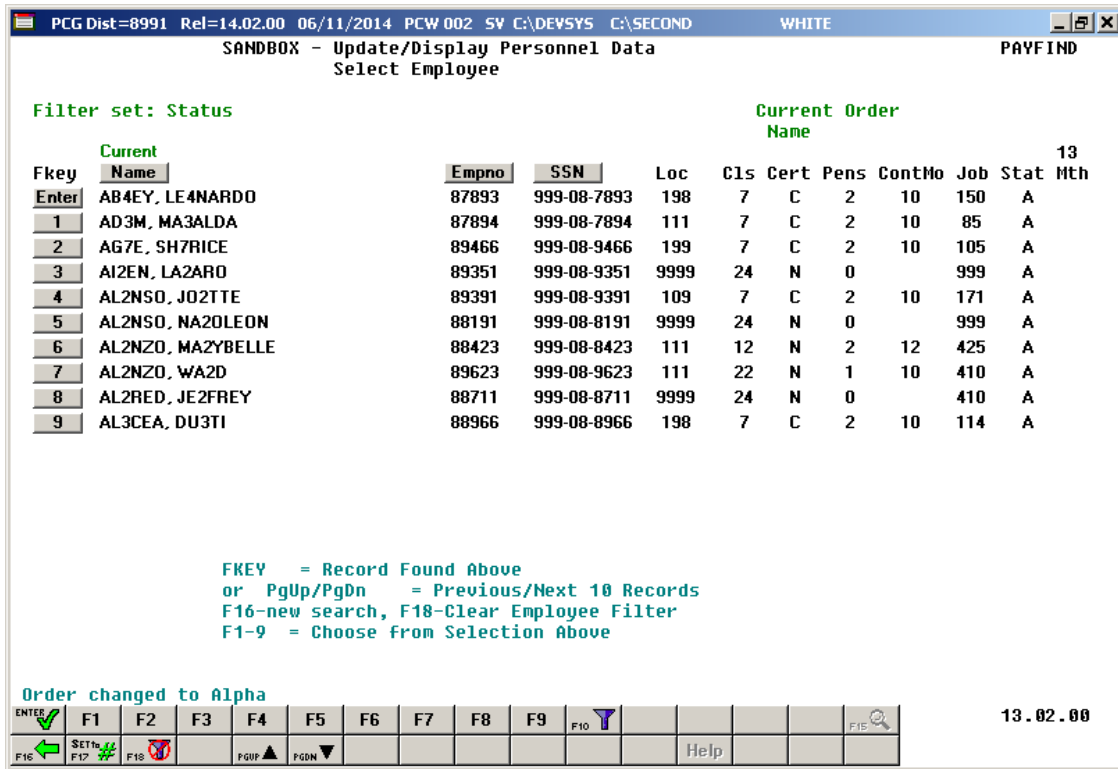 PCG Dist=8991 Rel=14.02.00 06/11/2014 PCW 002 SV C:\DEVSYS C:\SECOND WHITE
SANDBOX - Update/Display Personnel Data PAYFIND
Select Employee
Filter set: Status Current Order
Name
Current 13
Fkey Name Empno SSN Loc Cls Cert Pens ContMo Job Stat Mth
Enter AB4EY, LE4NARDO 87893 999-08-7893 198 7 C 2 10 150 A
1 AD3M, MA3ALDA 87894 999-08-7894 111 7 C 2 10 85 A
2 AG7E, SH7RICE 89466 999-08-9466 199 7 C 2 10 105 A
3 AI2EN, LA2ARO 89351 999-08-9351 9999 24 N 0 999 A
4 AL2NSO, JO2TTE 89391 999-08-9391 109 7 C 2 10 171 A
5 AL2NSO, NA2OLEON 88191 999-08-8191 9999 24 N 0 999 A
6 AL2NZO, MA2YBELLE 88423 999-08-8423 111 12 N 2 12 425 A
7 AL2NZO, WA2D 89623 999-08-9623 111 22 N 1 10 410 A
8 AL2RED, JE2FREY 88711 999-08-8711 9999 24 N 0 410 A
9 AL3CEA, DU3TI 88966 999-08-8966 198 7 C 2 10 114 A
FKEY = Record Found Above
or PgUp/PgDn = Previous/Next 10 Records
F16-new search, F18-Clear Employee Filter
F1-9 = Choose from Selection Above
Order changed to Alpha
ENTER F1 F2 F3 F4 F5 F6 F7 F8 F9 F10 F15 13.02.00
F16 SET to F17 # F18 PGUP PGDN Help